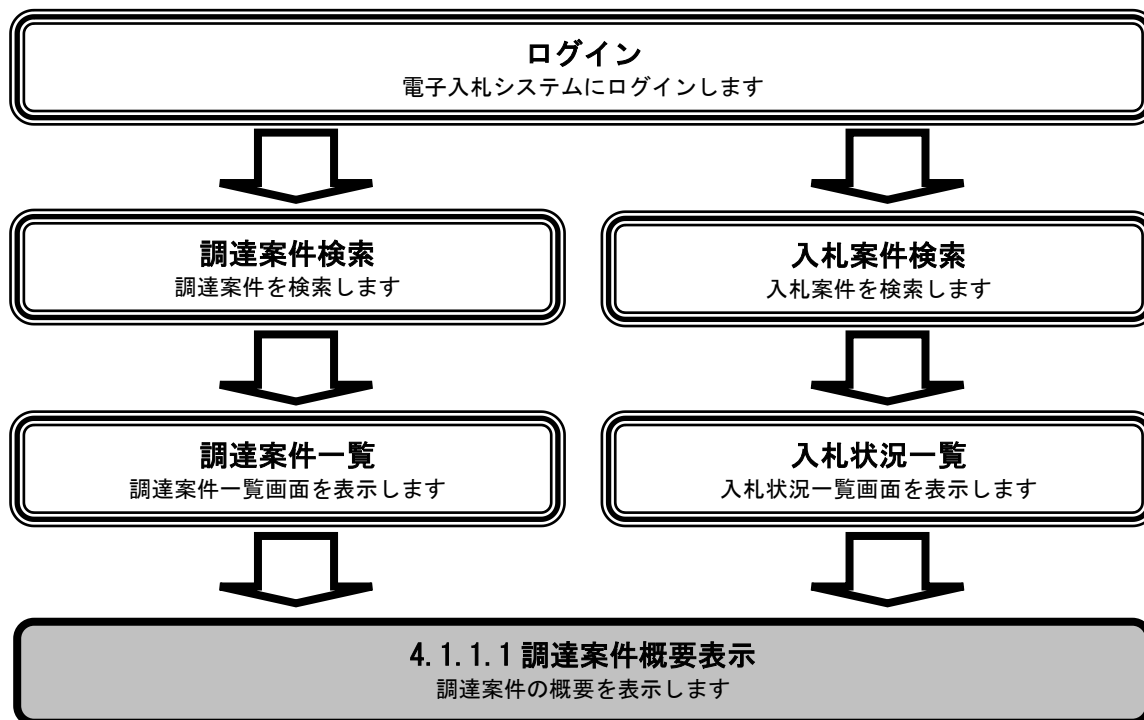 ログイン
電子入札システムにログインします
調達案件検索
調達案件を検索します
入札案件検索
入札案件を検索します
調達案件一覧
調達案件一覧画面を表示します
入札状況一覧
入札状況一覧画面を表示します
4.1.1.1 調達案件概要表示
調達案件の概要を表示します